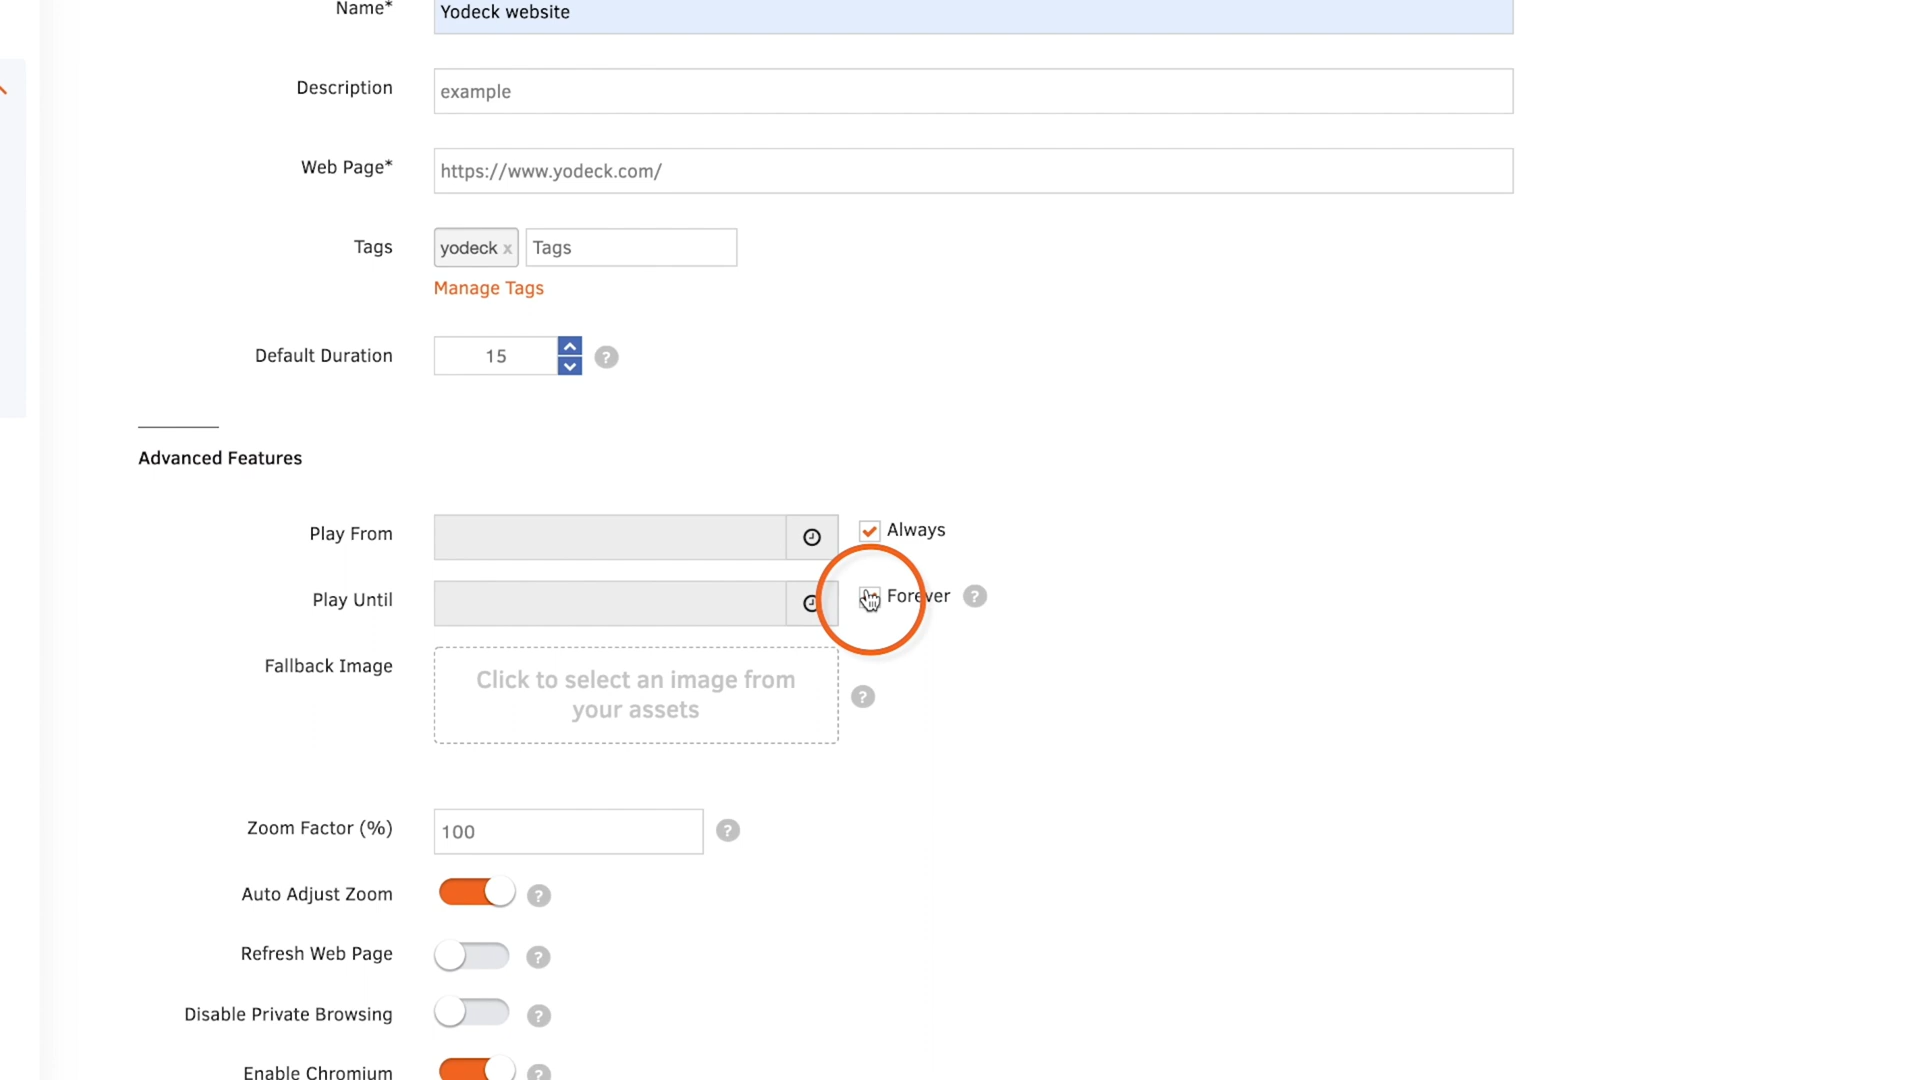 Name*
Yodeck website
Description
example
Web Page*
https://www.yodeck.com/
Tags
yodeck x
Tags
Manage Tags
Default Duration
15
?
Advanced Features
Play From
Always
Play Until
Forever
?
Fallback Image
Click to select an image from
your assets
?
Zoom Factor (%)
100
?
Auto Adjust Zoom
?
Refresh Web Page
?
Disable Private Browsing
?
Enable Chromium
?